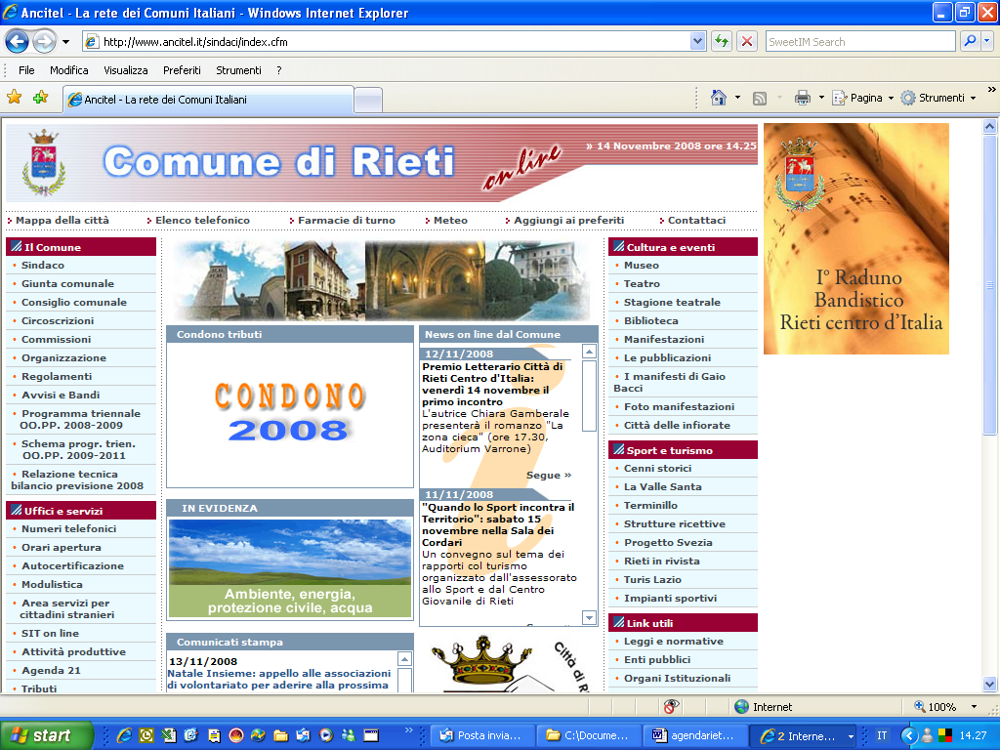 Ancitel - La rete dei Comuni Italiani - Windows Internet Explorer
http://www.ancitel.it/sindaci/index.cfm
SweetIM Search
File Modifica Visualizza Preferiti Strumenti ?
Ancitel - La rete dei Comuni Italiani
Pagina Strumenti »
Comune di Rieti
on line
» 14 Novembre 2008 ore 14.25
Mappa della città
Elenco telefonico
Farmacie di turno
Meteo
Aggiungi ai preferiti
Contattaci
Il Comune
Sindaco
Giunta comunale
Consiglio comunale
Circoscrizioni
Commissioni
Organizzazione
Regolamenti
Avvisi e Bandi
Programma triennale
OO.PP. 2008-2009
Schema progr. trien.
OO.PP. 2009-2011
Relazione tecnica
bilancio previsione 2008
Uffici e servizi
Numeri telefonici
Orari apertura
Autocertificazione
Modulistica
Area servizi per
cittadini stranieri
SIT on line
Attività produttive
Agenda 21
Tributi
Condono tributi
CONDONO
2008
IN EVIDENZA
Ambiente, energia,
protezione civile, acqua
Comunicati stampa
13/11/2008
Natale Insieme: appello alle associazioni
di volontariato per aderire alla prossima
News on line dal Comune
12/11/2008
Premio Letterario Città di
Rieti Centro d'Italia:
venerdì 14 novembre il
primo incontro
L'autrice Chiara Gamberale
presenterà il romanzo "La
zona cieca" (ore 17.30,
Auditorium Varrone)
Segue »
11/11/2008
"Quando lo Sport incontra il
Territorio": sabato 15
novembre nella Sala dei
Cordari
Un convegno sul tema dei
rapporti col turismo
organizzato dall'assessorato
allo Sport e dal Centro
Giovanile di Rieti
Città di Ri
Cultura e eventi
Museo
Teatro
Stagione teatrale
Biblioteca
Manifestazioni
Le pubblicazioni
I manifesti di Gaio
Bacci
Foto manifestazioni
Città delle infiorate
Sport e turismo
Cenni storici
La Valle Santa
Terminillo
Strutture ricettive
Progetto Svezia
Rieti in rivista
Turis Lazio
Impianti sportivi
Link utili
Leggi e normative
Enti pubblici
Organi Istituzionali
I° Raduno
Bandistico
Rieti centro d'Italia
Internet
100%
start
»
Posta invia...
C:\Docume...
agendariet...
2 Interne...
IT
14.27